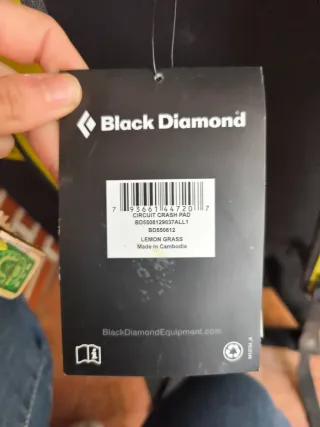 Black Diamond
7 93661 44720 7
CIRCUIT CRASH PAD
BD5508129037ALL1
BD550812
LEMON GRASS
Made in Cambodia
BlackDiamondEquipment.com